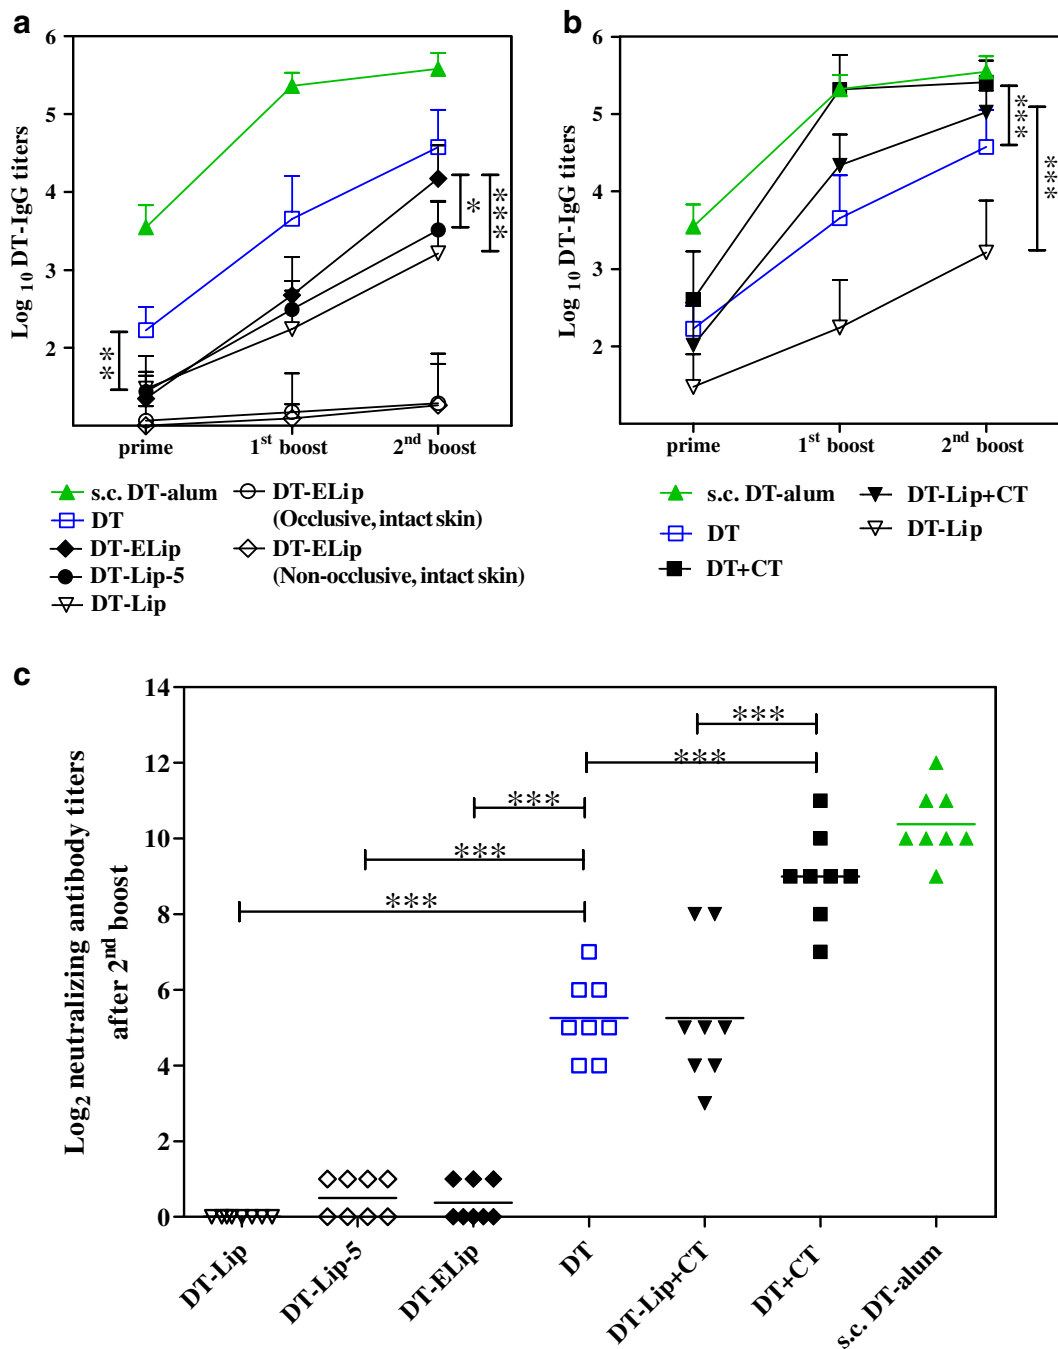 a
Log 10 DT-IgG titers
6
5
4
3
2
**
*
***
prime
1st boost
2nd boost
s.c. DT-alum
DT
DT-ELip
DT-Lip-5
DT-Lip
DT-ELip
(Occlusive, intact skin)
DT-ELip
(Non-occlusive, intact skin)
b
Log 10 DT-IgG titers
6
5
4
3
2
***
***
prime
1st boost
2nd boost
s.c. DT-alum
DT
DT+CT
DT-Lip+CT
DT-Lip
c
Log2 neutralizing antibody titers
after 2nd boost
14
12
10
8
6
4
2
0
***
***
***
***
***
DT-Lip
DT-Lip-5
DT-ELip
DT
DT-Lip+CT
DT+CT
s.c. DT-alum